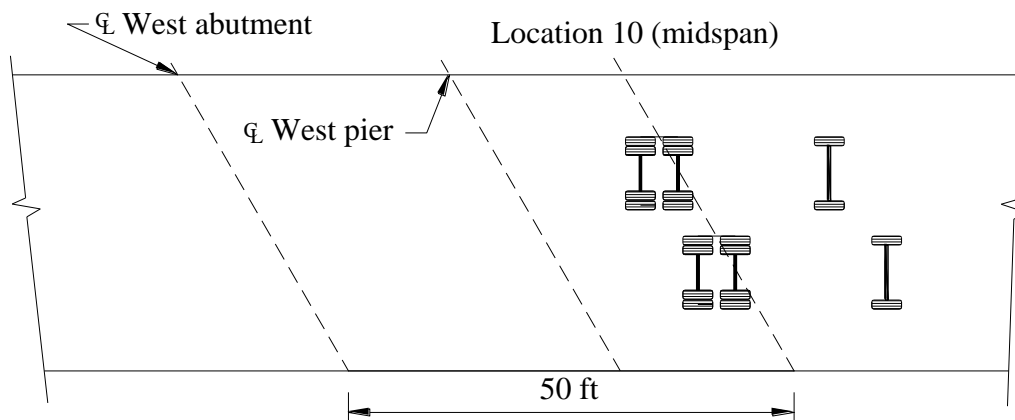 ℄ West abutment
Location 10 (midspan)
℄ West pier
50 ft